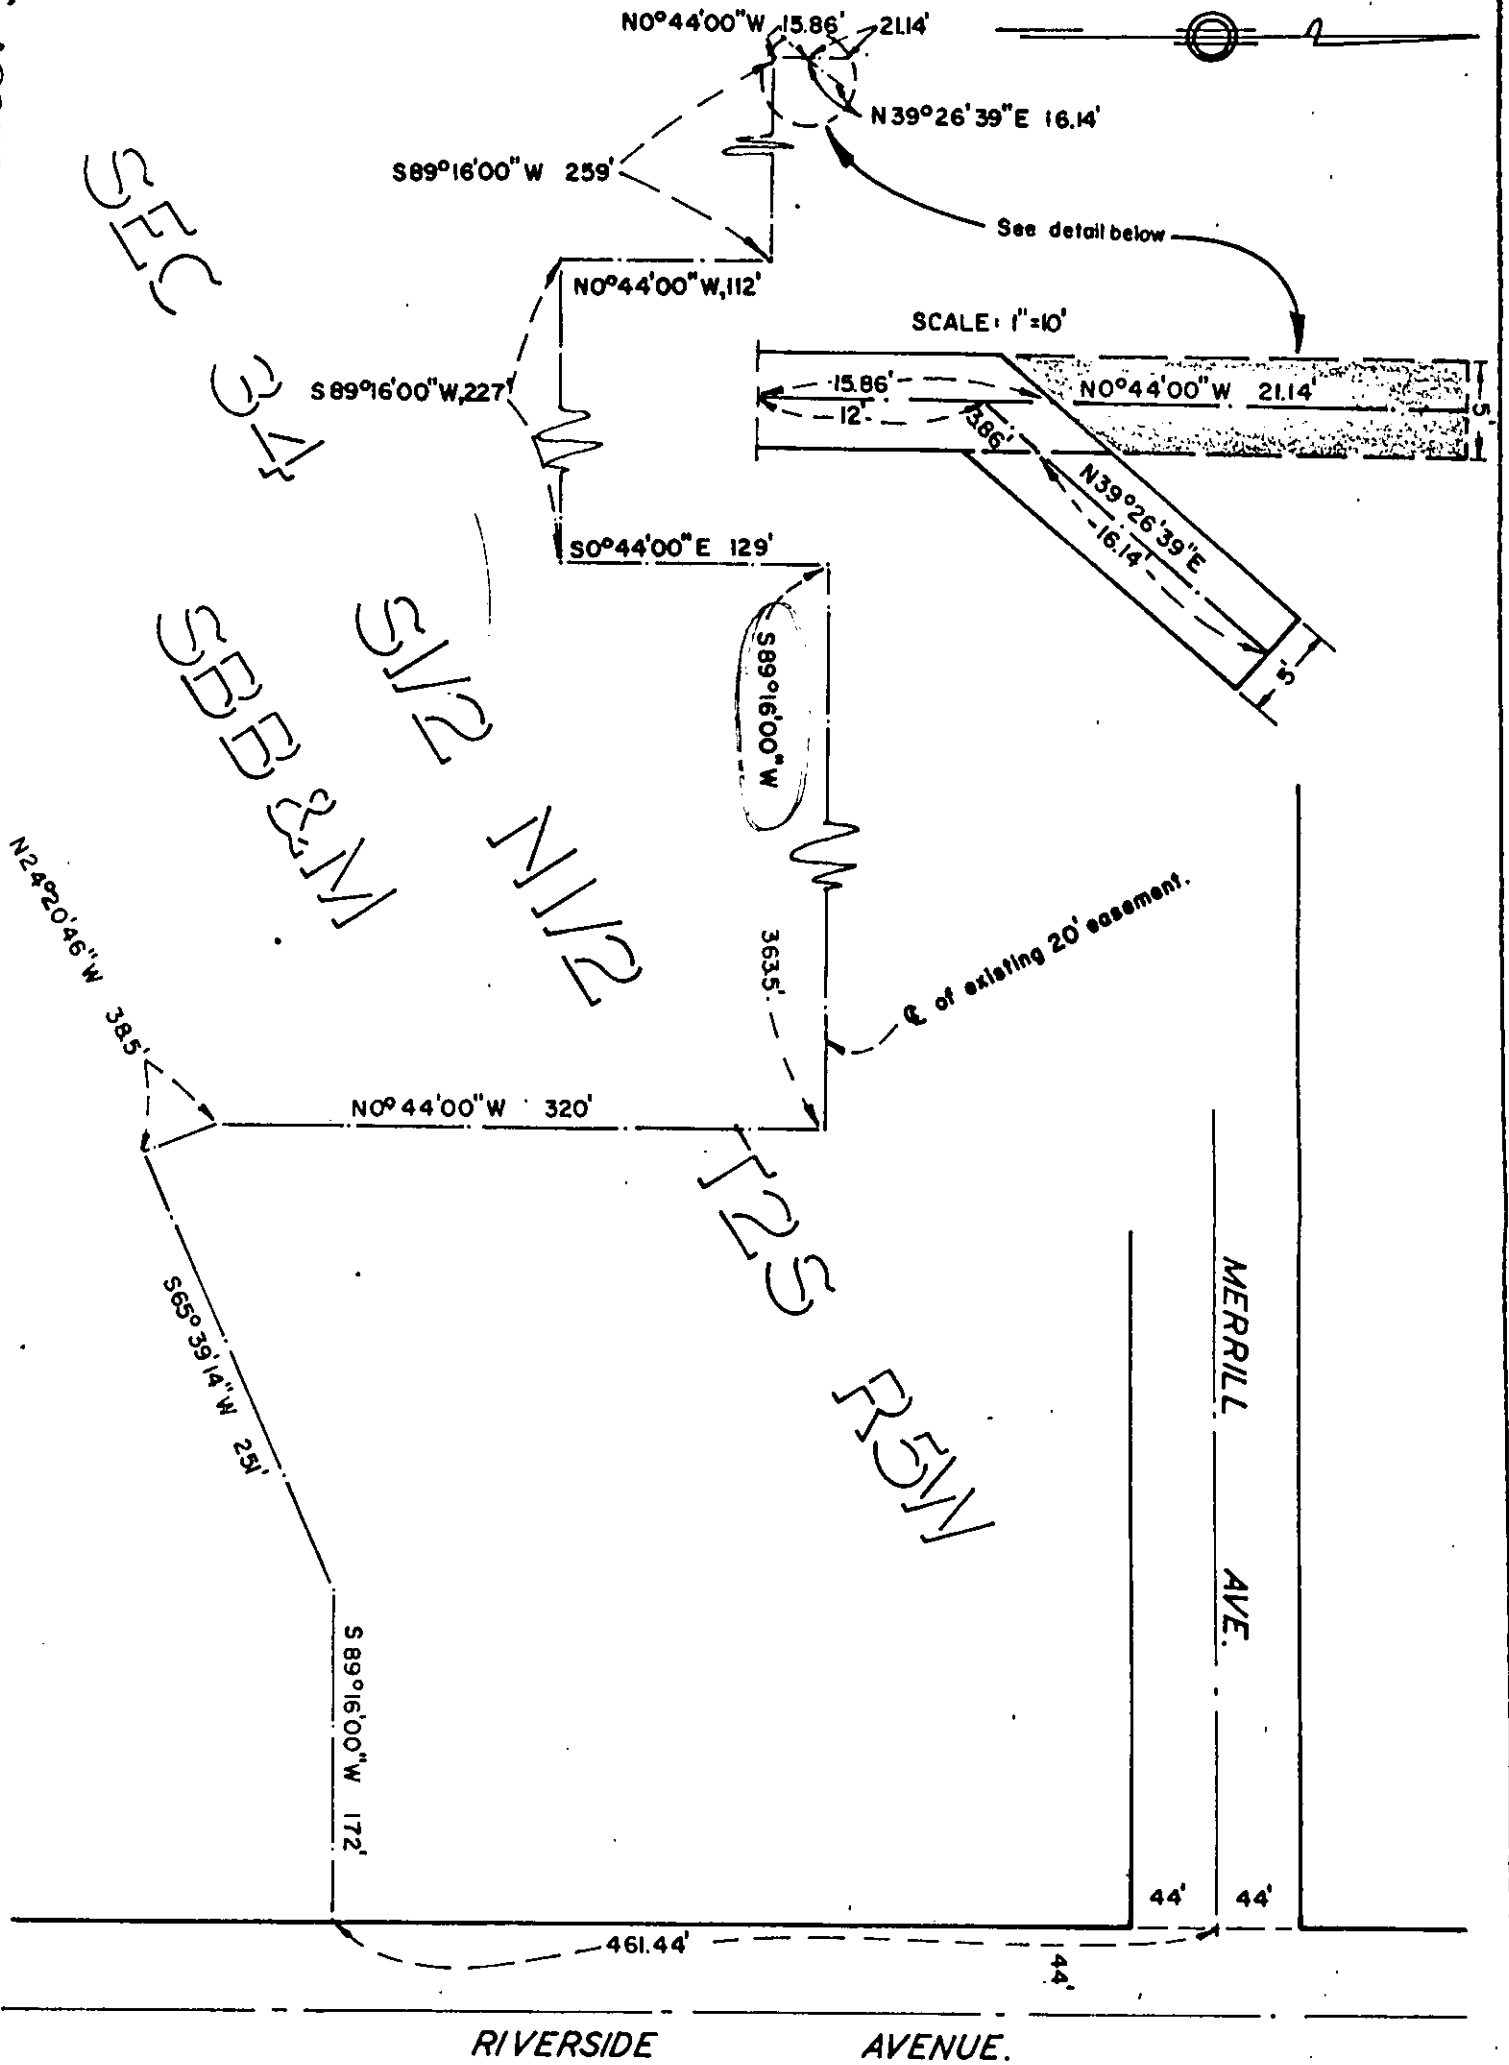 N0°44'00"W 15.86' 21.14'
N39°26'39"E 16.14'
S89°16'00"W 259'
See detail below
N0°44'00"W,112'
SCALE: 1"=10'
S89°16'00"W,227'
15.86'
N0°44'00"W 21.14'
5'
12'
13.86'
N39°26'39"E
16.14'
5'
S0°44'00"E 129'
S89°16'00"W
363.5'
℄ of existing 20' easement.
SEC 34
S1/2 N1/2
SBB&M
T2S R5W
N24°20'46"W 38.5'
N0°44'00"W 320'
S65°39'14"W 251'
S89°16'00"W 172'
MERRILL AVE.
44' 44'
461.44'
44'
RIVERSIDE AVENUE.